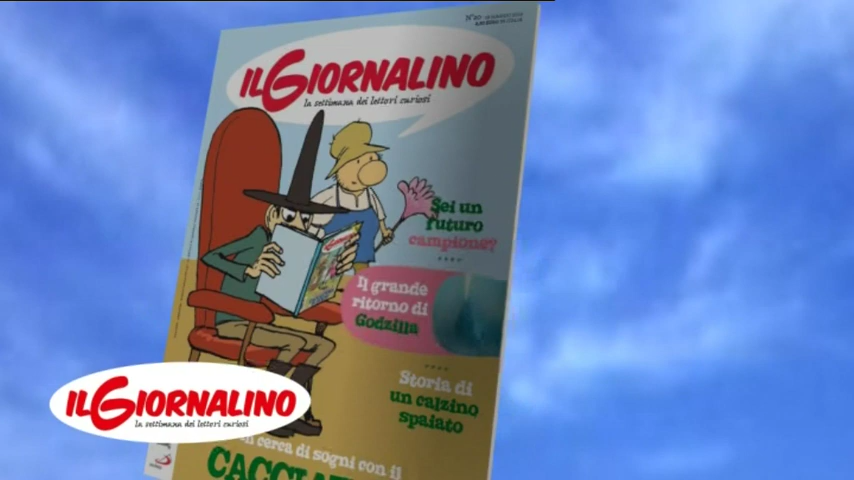 IL GIORNALINO
la settimana dei lettori curiosi
Sei un
futuro
campione?
Il grande
ritorno di
Godzilla
Storia di
un calzino
spaiato
in cerca di sogni con il
IL GIORNALINO
la settimana dei lettori curiosi